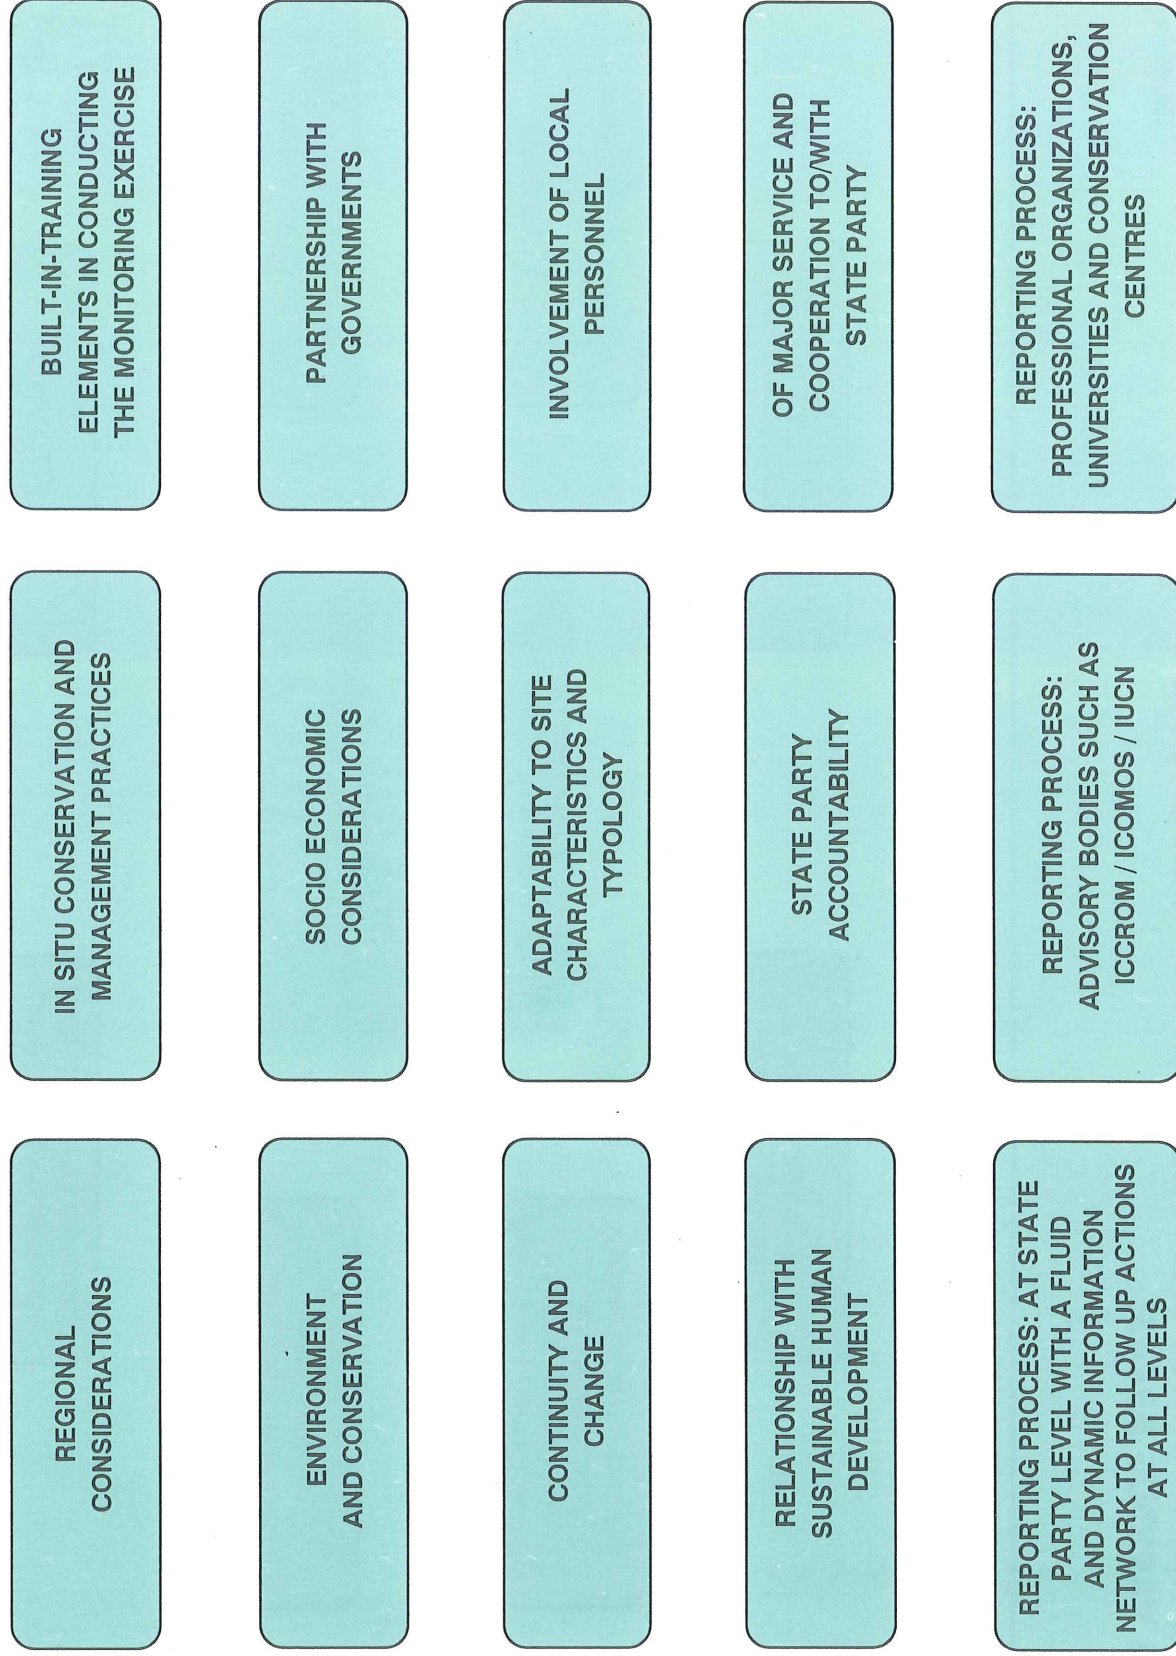 REGIONAL
CONSIDERATIONS
IN SITU CONSERVATION AND
MANAGEMENT PRACTICES
BUILT-IN-TRAINING
ELEMENTS IN CONDUCTING
THE MONITORING EXERCISE
ENVIRONMENT
AND CONSERVATION
SOCIO ECONOMIC
CONSIDERATIONS
PARTNERSHIP WITH
GOVERNMENTS
CONTINUITY AND
CHANGE
ADAPTABILITY TO SITE
CHARACTERISTICS AND
TYPOLOGY
INVOLVEMENT OF LOCAL
PERSONNEL
RELATIONSHIP WITH
SUSTAINABLE HUMAN
DEVELOPMENT
STATE PARTY
ACCOUNTABILITY
OF MAJOR SERVICE AND
COOPERATION TO/WITH
STATE PARTY
REPORTING PROCESS: AT STATE
PARTY LEVEL WITH A FLUID
AND DYNAMIC INFORMATION
NETWORK TO FOLLOW UP ACTIONS
AT ALL LEVELS
REPORTING PROCESS:
ADVISORY BODIES SUCH AS
ICCROM / ICOMOS / IUCN
REPORTING PROCESS:
PROFESSIONAL ORGANIZATIONS,
UNIVERSITIES AND CONSERVATION
CENTRES